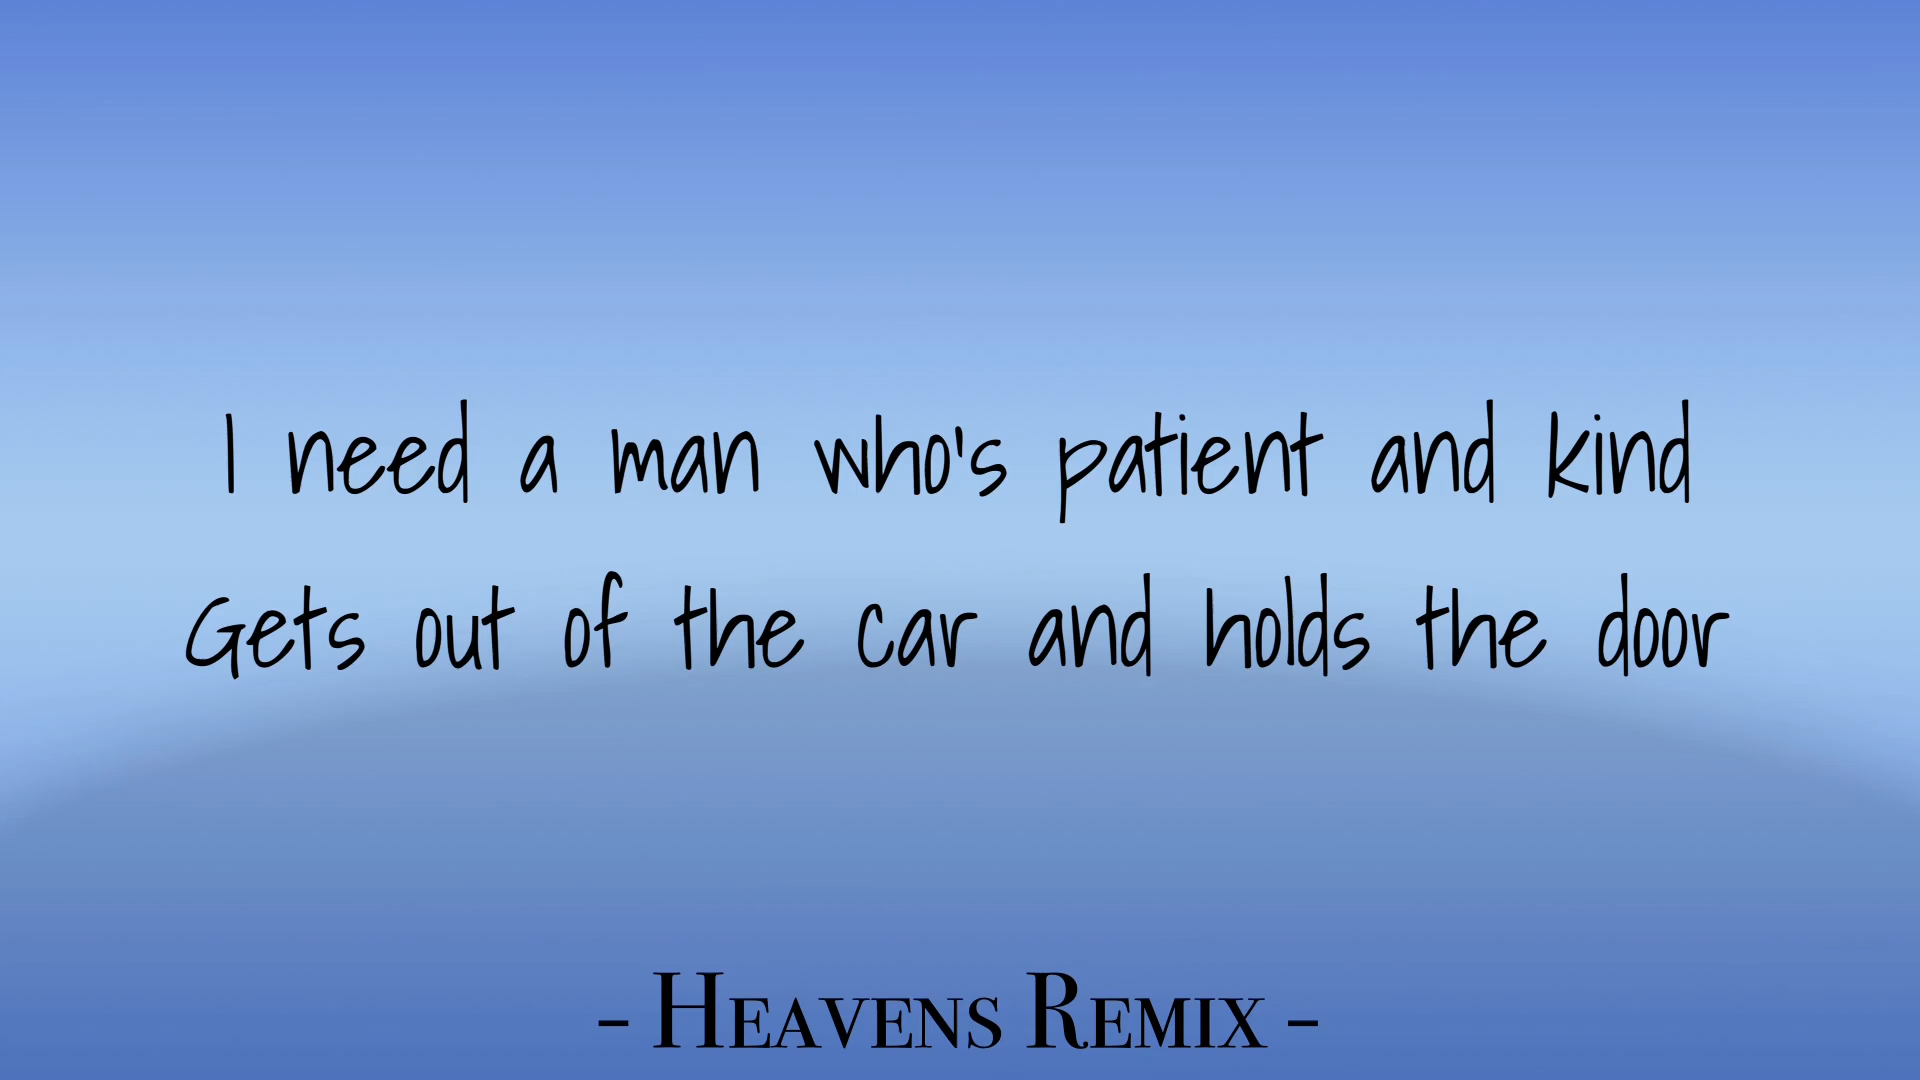 I need a man who's patient and kind
Gets out of the car and holds the door
- Heavens Remix -